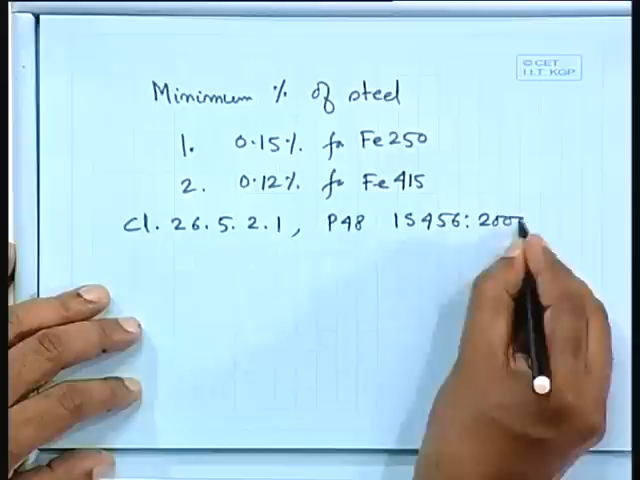 © CET
I.I.T. KGP
Minimum % of steel
1. 0.15% for Fe250
2. 0.12% for Fe415
Cl. 26.5.2.1, P48 IS456:2000